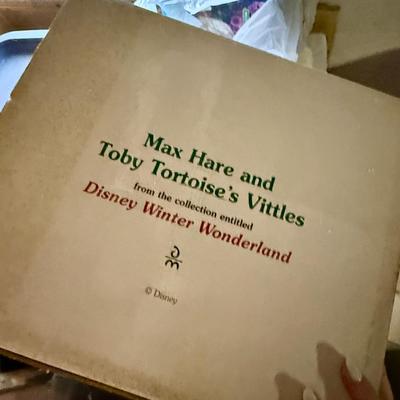 Max Hare and
Toby Tortoise's Vittles
from the collection entitled
Disney Winter Wonderland
© Disney